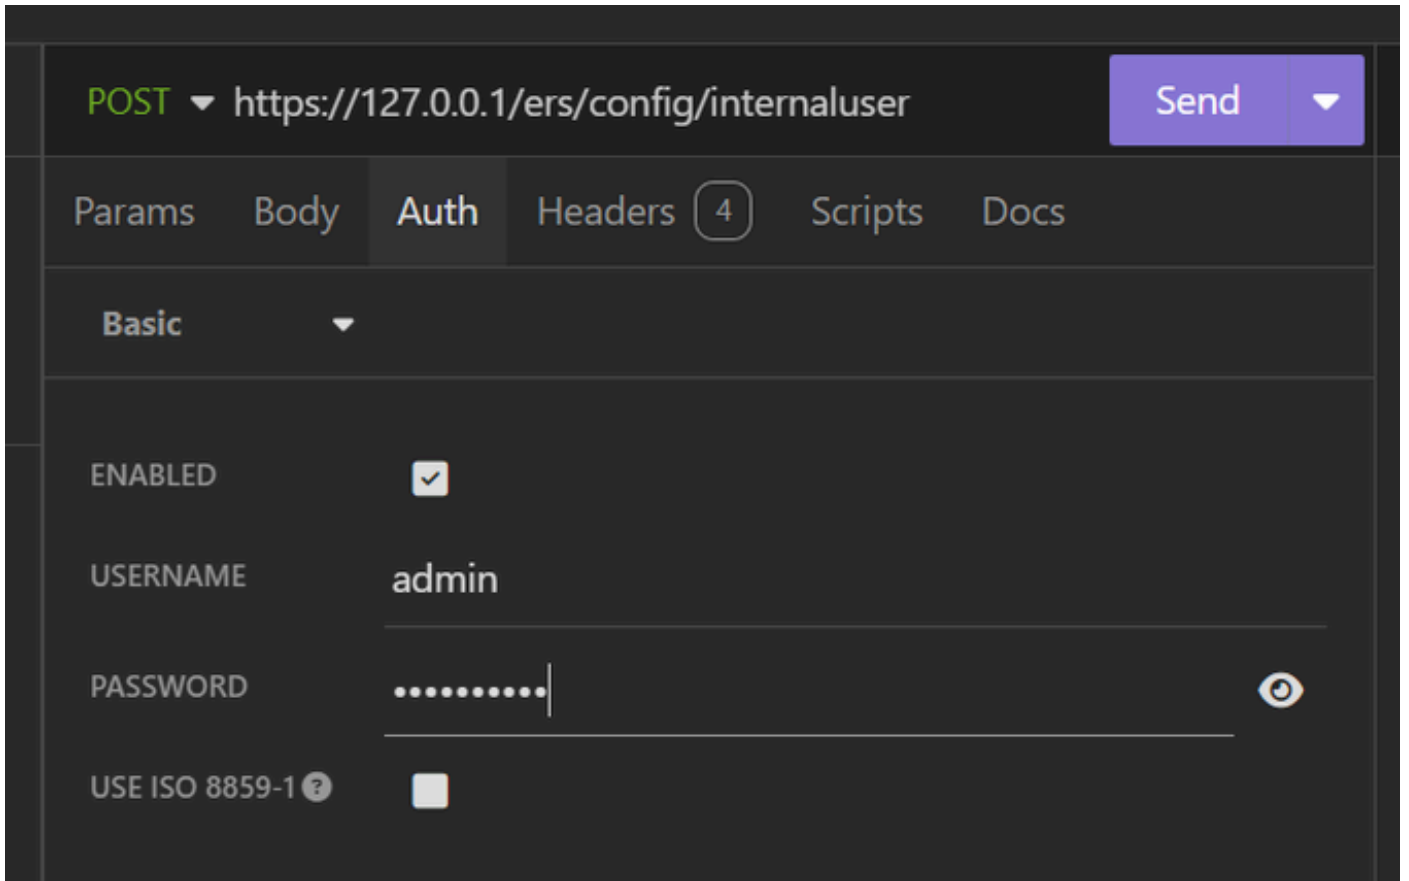 POST https://127.0.0.1/ers/config/internaluser Send
Params Body Auth Headers 4 Scripts Docs
Basic
ENABLED
USERNAME admin
PASSWORD ••••••••••
USE ISO 8859-1 ?